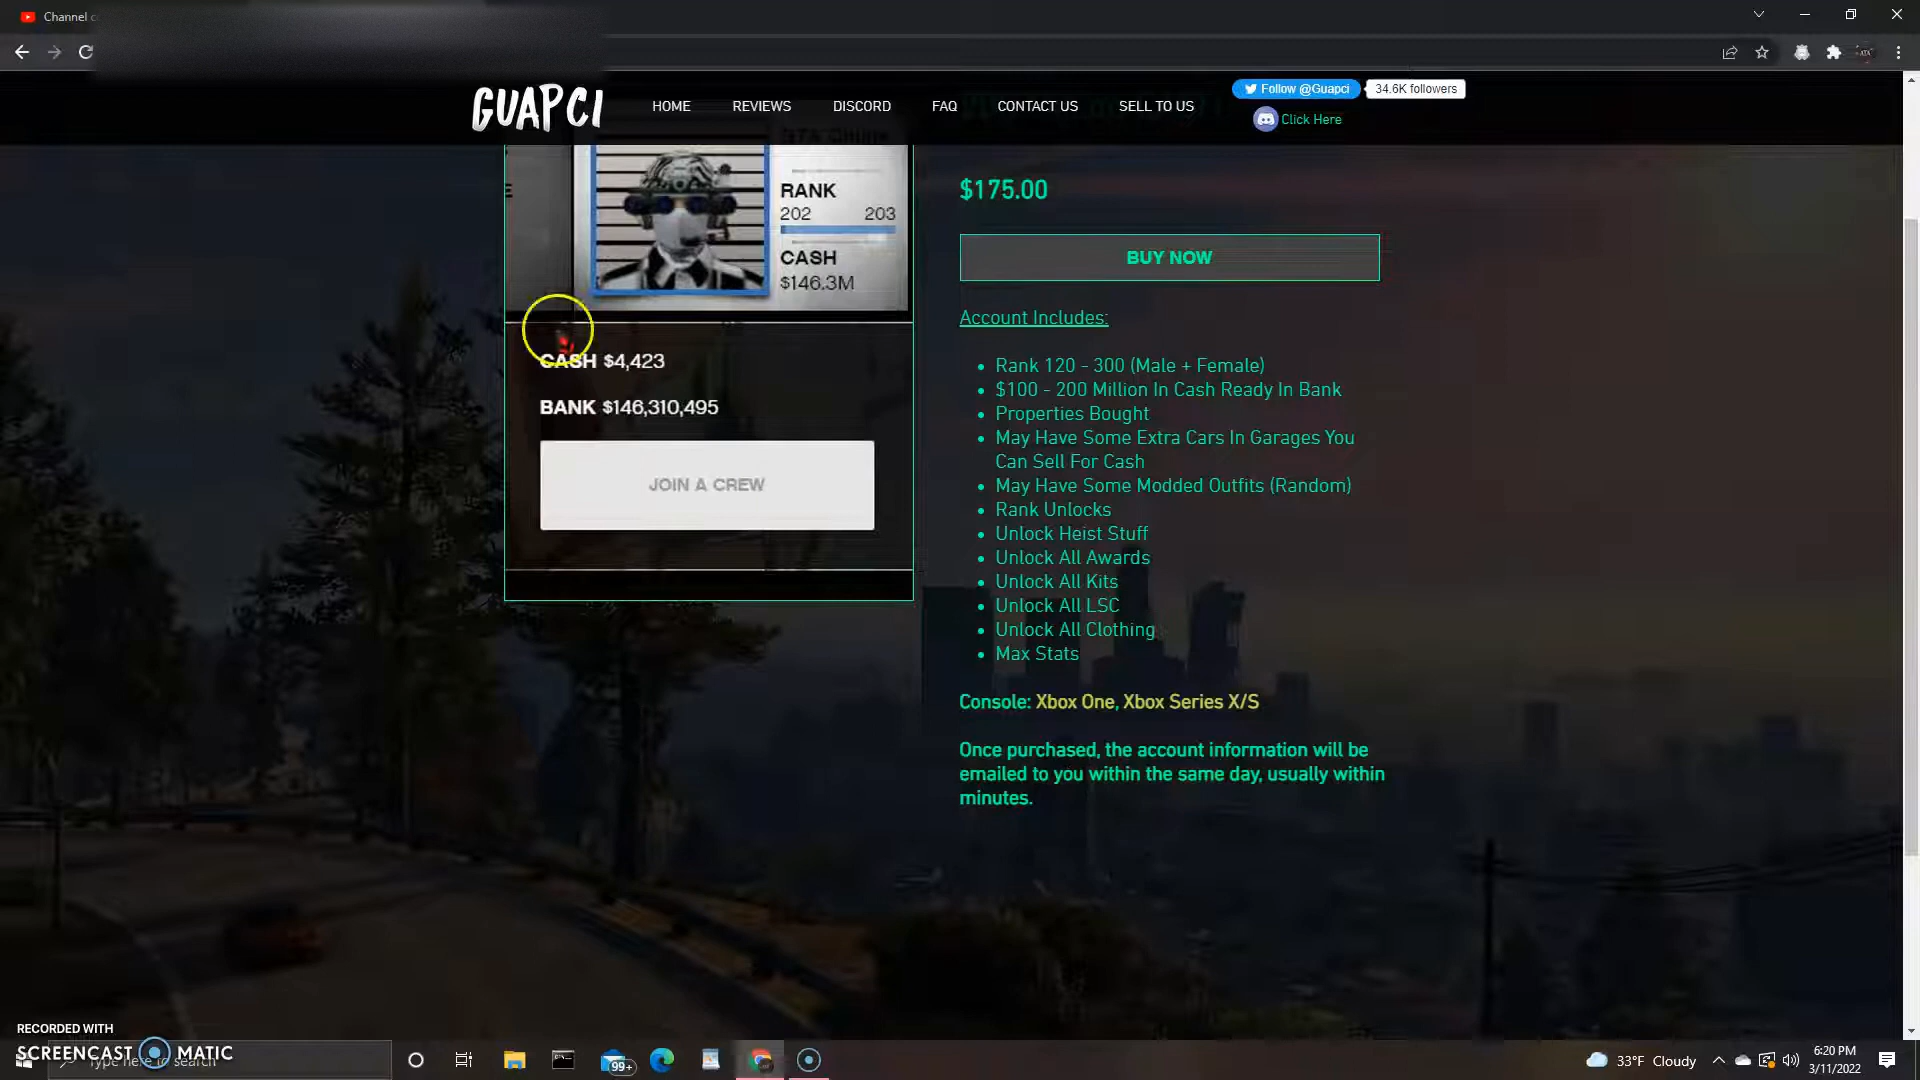 Channel
GUAPCI
HOME
REVIEWS
DISCORD
FAQ
CONTACT US
SELL TO US
Follow @Guapci
34.6K followers
Click Here
RANK
202 203
CASH
$146.3M
CASH $4,423
BANK $146,310,495
JOIN A CREW
$175.00
BUY NOW
Account Includes:
Rank 120 - 300 (Male + Female)
$100 - 200 Million In Cash Ready In Bank
Properties Bought
May Have Some Extra Cars In Garages You
Can Sell For Cash
May Have Some Modded Outfits (Random)
Rank Unlocks
Unlock Heist Stuff
Unlock All Awards
Unlock All Kits
Unlock All LSC
Unlock All Clothing
Max Stats
Console: Xbox One, Xbox Series X/S
Once purchased, the account information will be
emailed to you within the same day, usually within
minutes.
RECORDED WITH
SCREENCAST MATIC
Type here to search
99+
33°F Cloudy
6:20 PM
3/11/2022